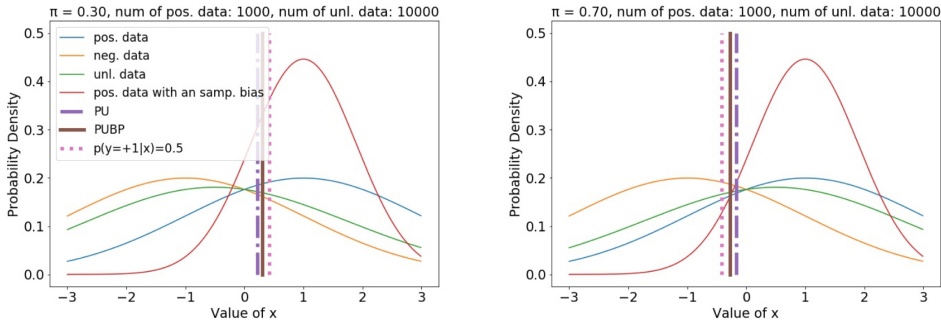 π = 0.30, num of pos. data: 1000, num of unl. data: 10000
0.5
0.4
0.3
0.2
0.1
0.0
Probability Density
pos. data
neg. data
unl. data
pos. data with an samp. bias
PU
PUBP
p(y=+1|x)=0.5
−3
−2
−1
0
1
2
3
Value of x
π = 0.70, num of pos. data: 1000, num of unl. data: 10000
0.5
0.4
0.3
0.2
0.1
0.0
Probability Density
−3
−2
−1
0
1
2
3
Value of x